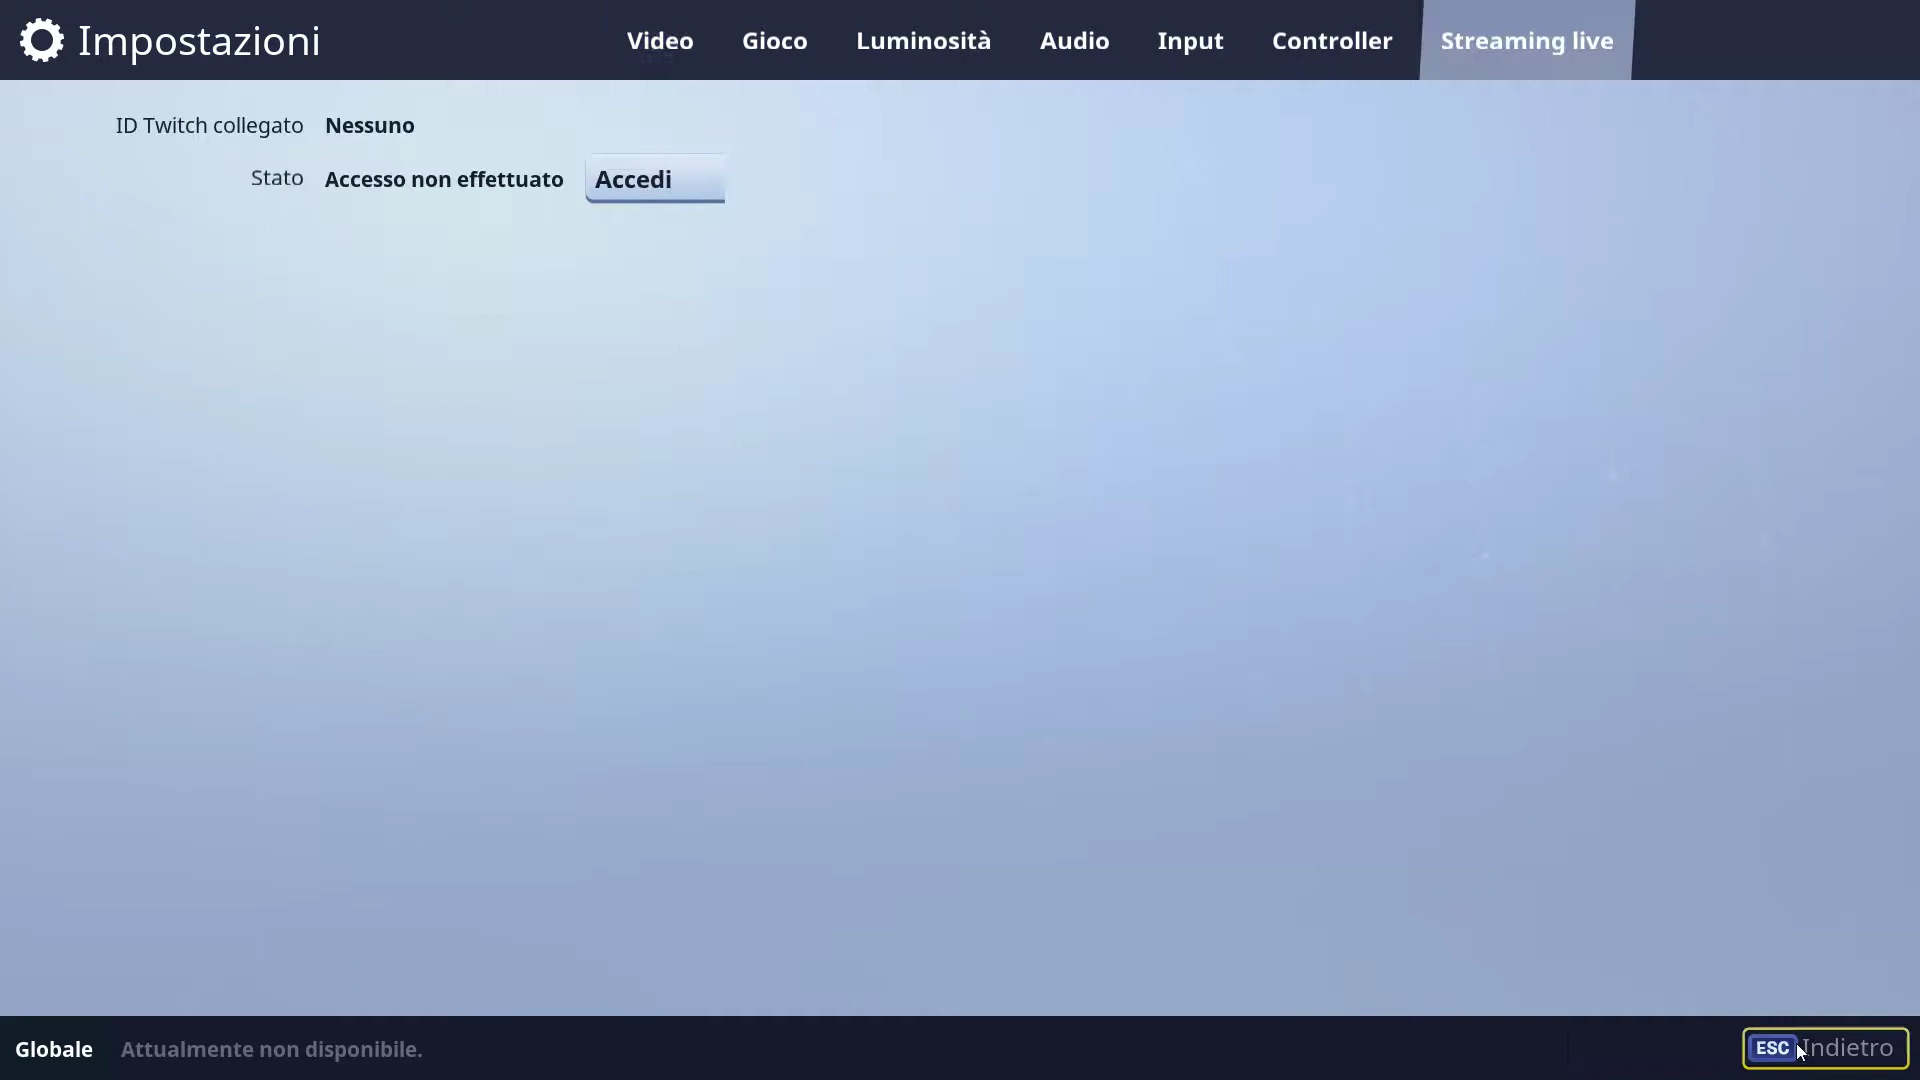 Impostazioni
Video Gioco Luminosità Audio Input Controller Streaming live
ID Twitch collegato Nessuno
Stato Accesso non effettuato Accedi
Globale Attualmente non disponibile.
ESC Indietro